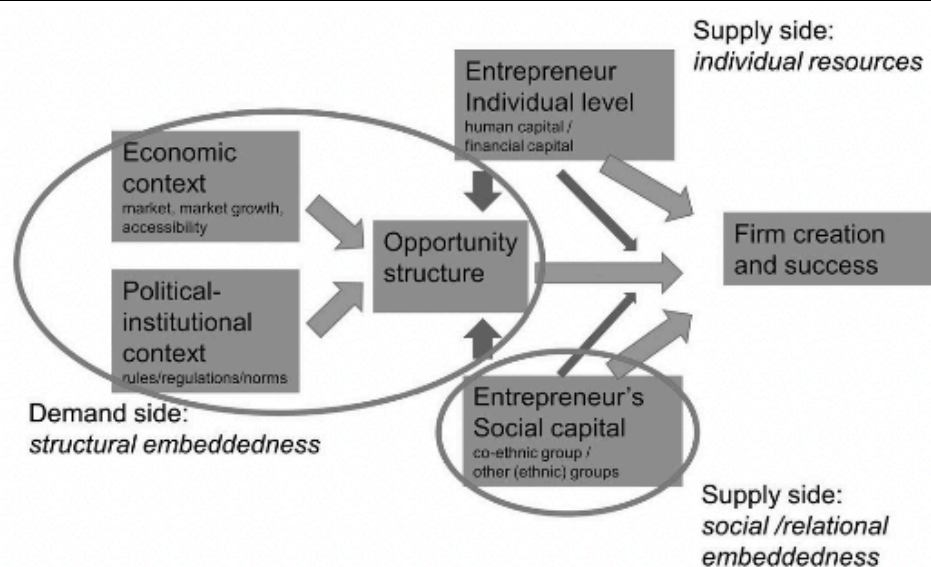 Supply side:
individual resources
Entrepreneur
Individual level
human capital /
financial capital
Economic
context
market, market growth,
accessibility
Opportunity
structure
Firm creation
and success
Political-
institutional
context
rules/regulations/norms
Demand side:
structural embeddedness
Entrepreneur's
Social capital
co-ethnic group /
other (ethnic) groups
Supply side:
social /relational
embeddedness